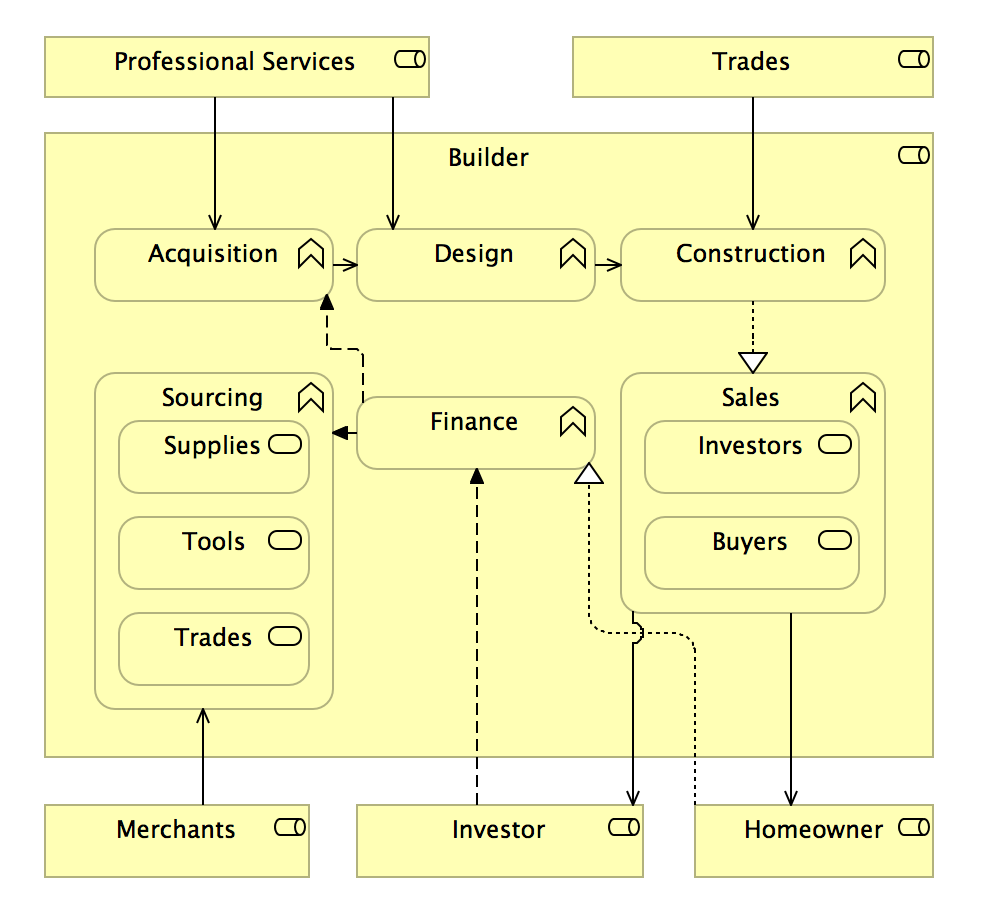 Professional Services
Trades
Builder
Acquisition
Design
Construction
Sourcing
Supplies
Tools
Trades
Finance
Sales
Investors
Buyers
Merchants
Investor
Homeowner